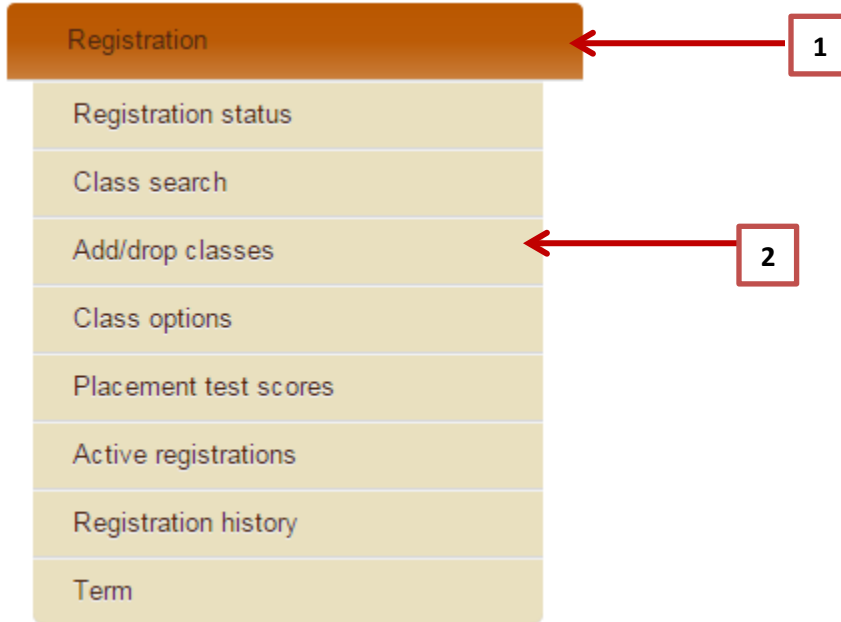 Registration
1
Registration status
Class search
Add/drop classes
2
Class options
Placement test scores
Active registrations
Registration history
Term